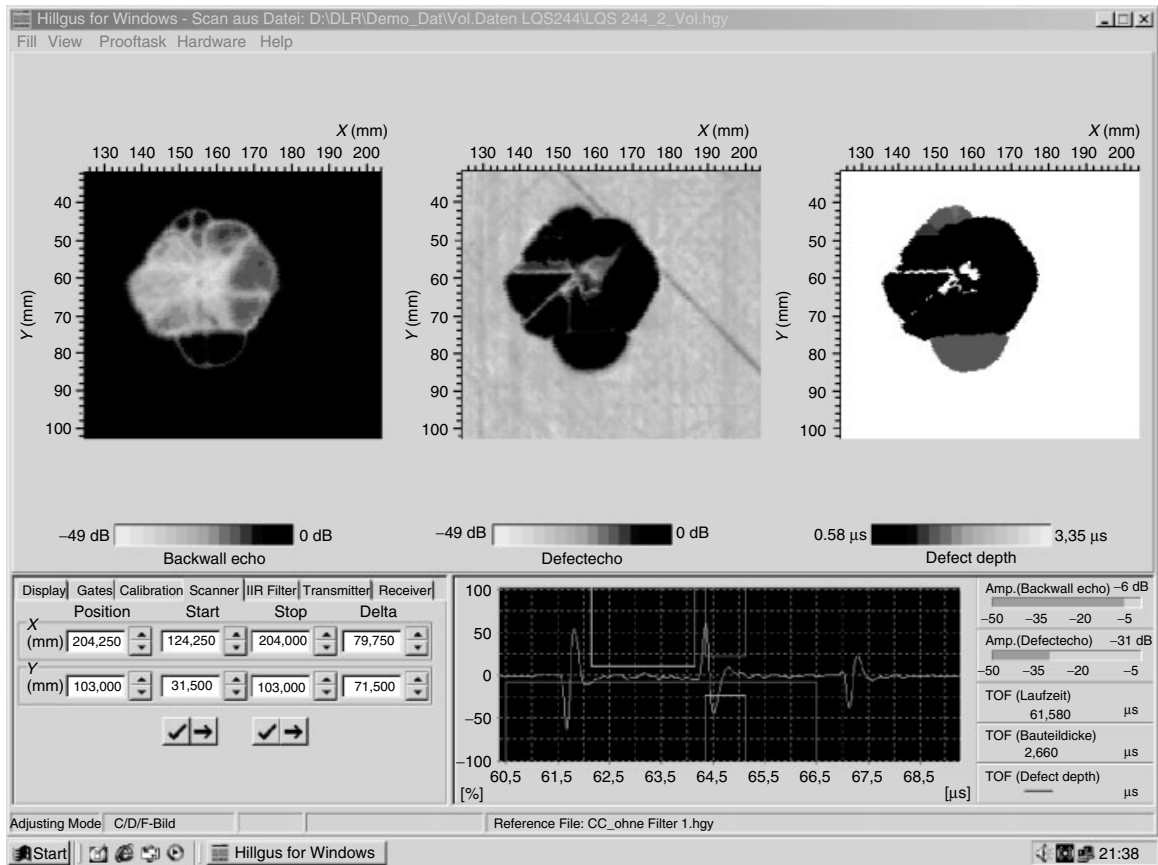 Hillgus for Windows - Scan aus Datei: D:\DLR\Demo_Dat\Vol.Daten LQS244\LQS 244_2_Vol.hgy
Fill View Prooftask Hardware Help
X (mm) X (mm) X (mm)
130 140 150 160 170 180 190 200 130 140 150 160 170 180 190 200 130 140 150 160 170 180 190 200
40 40 40
50 50 50
60 60 60
Y (mm) Y (mm) Y (mm)
70 70 70
80 80 80
90 90 90
100 100 100
−49 dB 0 dB −49 dB 0 dB 0.58 µs 3,35 µs
Backwall echo Defectecho Defect depth
Display Gates Calibration Scanner IIR Filter Transmitter Receiver
Position Start Stop Delta
X
(mm) 204,250 124,250 204,000 79,750
Y
(mm) 103,000 31,500 103,000 71,500
100
50
0
−50
−100
60,5 61,5 62,5 63,5 64,5 65,5 66,5 67,5 68,5
[%] [µs]
Amp.(Backwall echo) −6 dB
−50 −35 −20 −5
Amp.(Defectecho) −31 dB
−50 −35 −20 −5
TOF (Laufzeit)
61,580 µs
TOF (Bauteildicke)
2,660 µs
TOF (Defect depth)
— µs
Adjusting Mode C/D/F-Bild Reference File: CC_ohne Filter 1.hgy
Start Hillgus for Windows 21:38